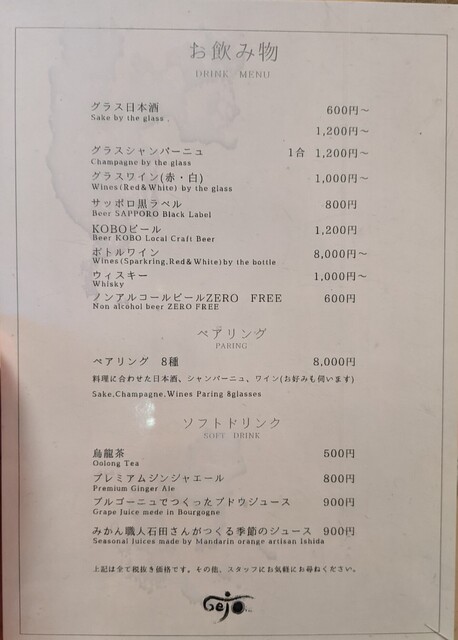 お飲み物
DRINK MENU
グラス日本酒 600円～
Sake by the glass .
1,200円～
グラスシャンパーニュ 1合 1,200円～
Champagne by the glass
グラスワイン(赤・白) 1,000円～
Wines(Red&White) by the glass
サッポロ黒ラベル 800円
Beer SAPPORO Black Label
KOBOビール 1,200円
Beer KOBO Local Craft Beer
ボトルワイン 8,000円～
Wines(Sparkring,Red&White)by the bottle
ウィスキー 1,000円～
Whisky
ノンアルコールビールZERO FREE 600円
Non alcohol beer ZERO FREE
ペアリング
PARING
ペアリング 8種 8,000円
料理に合わせた日本酒、シャンパーニュ、ワイン(お好みも伺います)
Sake,Champagne,Wines Paring 8glasses
ソフトドリンク
SOFT DRINK
烏龍茶 500円
Oolong Tea
プレミアムジンジャエール 800円
Premium Ginger Ale
ブルゴーニュでつくったブドウジュース 900円
Grape Juice mede in Bourgogne
みかん職人石田さんがつくる季節のジュース 900円
Seasonal Juices made by Mandarin orange artisan Ishida
上記は全て税抜き価格です。その他、スタッフにお気軽にお尋ねください。
Gejo